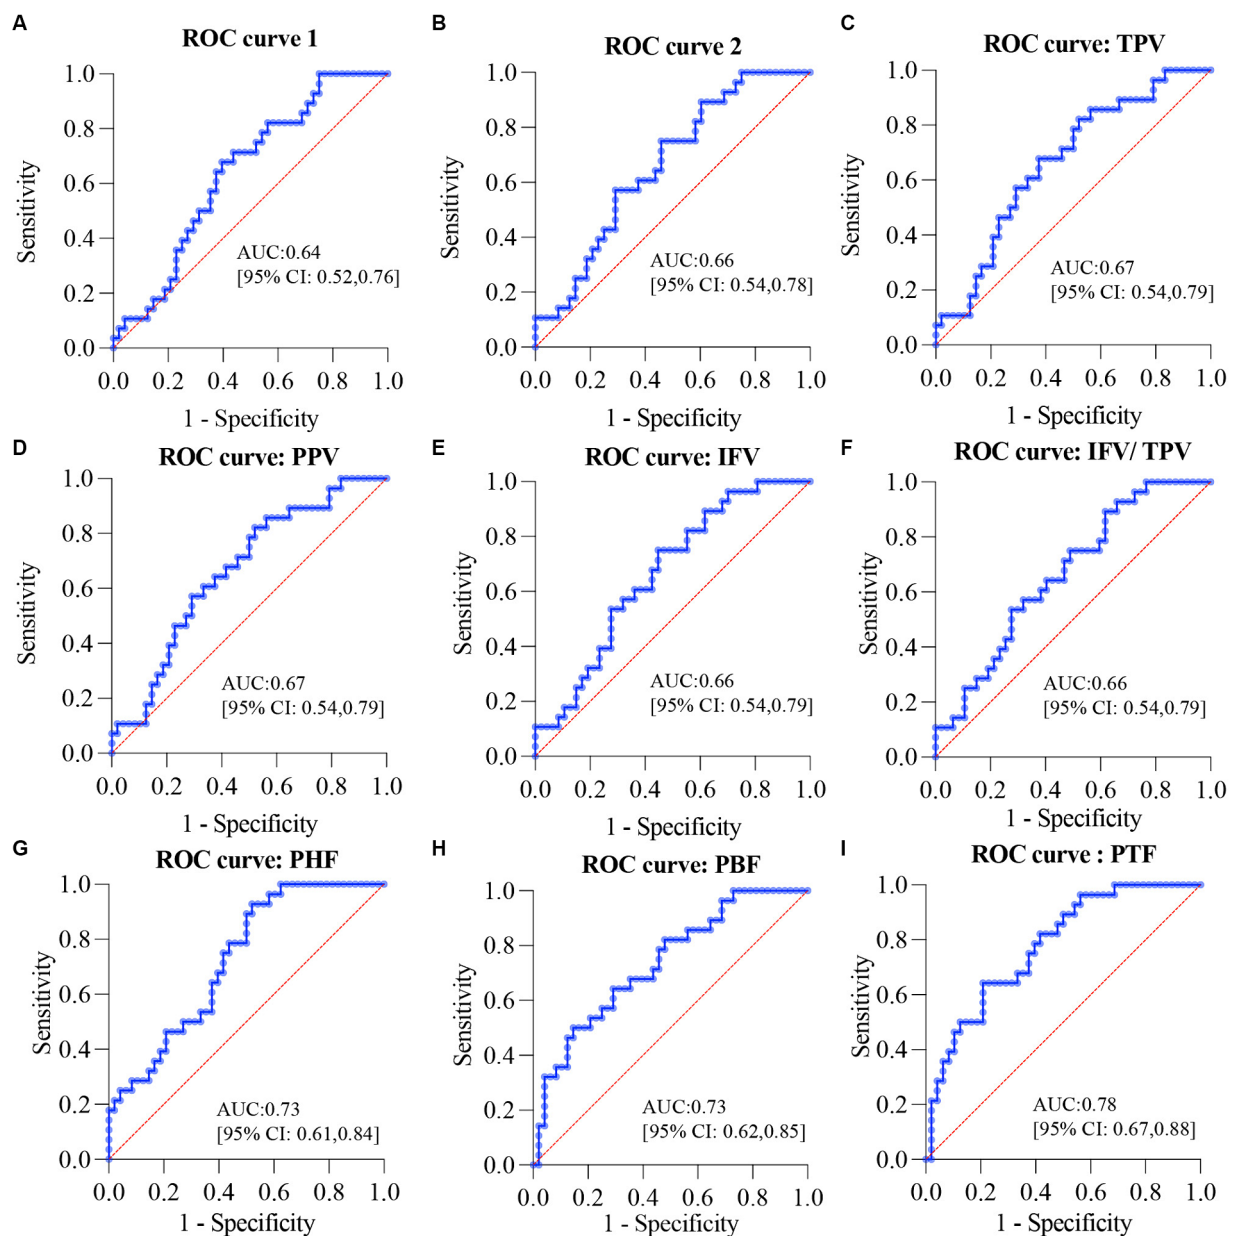 A
ROC curve 1
1.0
0.8
0.6
0.4
0.2
0.0
Sensitivity
AUC:0.64
[95% CI: 0.52,0.76]
0.0 0.2 0.4 0.6 0.8 1.0
1 - Specificity
B
ROC curve 2
1.0
0.8
0.6
0.4
0.2
0.0
Sensitivity
AUC:0.66
[95% CI: 0.54,0.78]
0.0 0.2 0.4 0.6 0.8 1.0
1 - Specificity
C
ROC curve: TPV
1.0
0.8
0.6
0.4
0.2
0.0
Sensitivity
AUC:0.67
[95% CI: 0.54,0.79]
0.0 0.2 0.4 0.6 0.8 1.0
1 - Specificity
D
ROC curve: PPV
1.0
0.8
0.6
0.4
0.2
0.0
Sensitivity
AUC:0.67
[95% CI: 0.54,0.79]
0.0 0.2 0.4 0.6 0.8 1.0
1 - Specificity
E
ROC curve: IFV
1.0
0.8
0.6
0.4
0.2
0.0
Sensitivity
AUC:0.66
[95% CI: 0.54,0.79]
0.0 0.2 0.4 0.6 0.8 1.0
1 - Specificity
F
ROC curve: IFV/ TPV
1.0
0.8
0.6
0.4
0.2
0.0
Sensitivity
AUC:0.66
[95% CI: 0.54,0.79]
0.0 0.2 0.4 0.6 0.8 1.0
1 - Specificity
G
ROC curve: PHF
1.0
0.8
0.6
0.4
0.2
0.0
Sensitivity
AUC:0.73
[95% CI: 0.61,0.84]
0.0 0.2 0.4 0.6 0.8 1.0
1 - Specificity
H
ROC curve: PBF
1.0
0.8
0.6
0.4
0.2
0.0
Sensitivity
AUC:0.73
[95% CI: 0.62,0.85]
0.0 0.2 0.4 0.6 0.8 1.0
1 - Specificity
I
ROC curve : PTF
1.0
0.8
0.6
0.4
0.2
0.0
Sensitivity
AUC:0.78
[95% CI: 0.67,0.88]
0.0 0.2 0.4 0.6 0.8 1.0
1 - Specificity